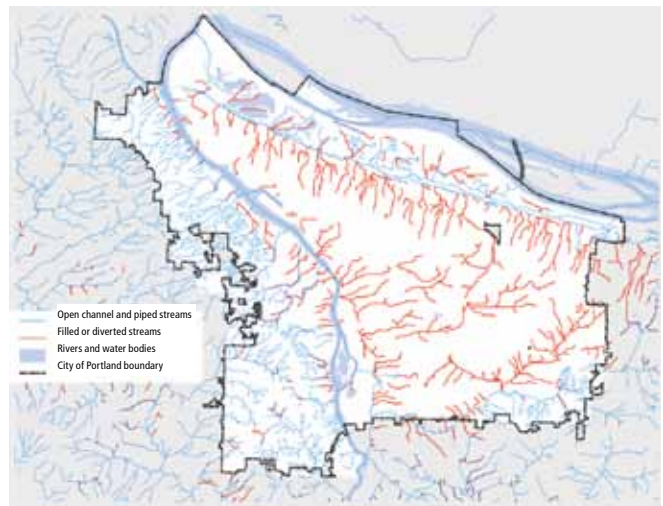 Open channel and piped streams
Filled or diverted streams
Rivers and water bodies
City of Portland boundary